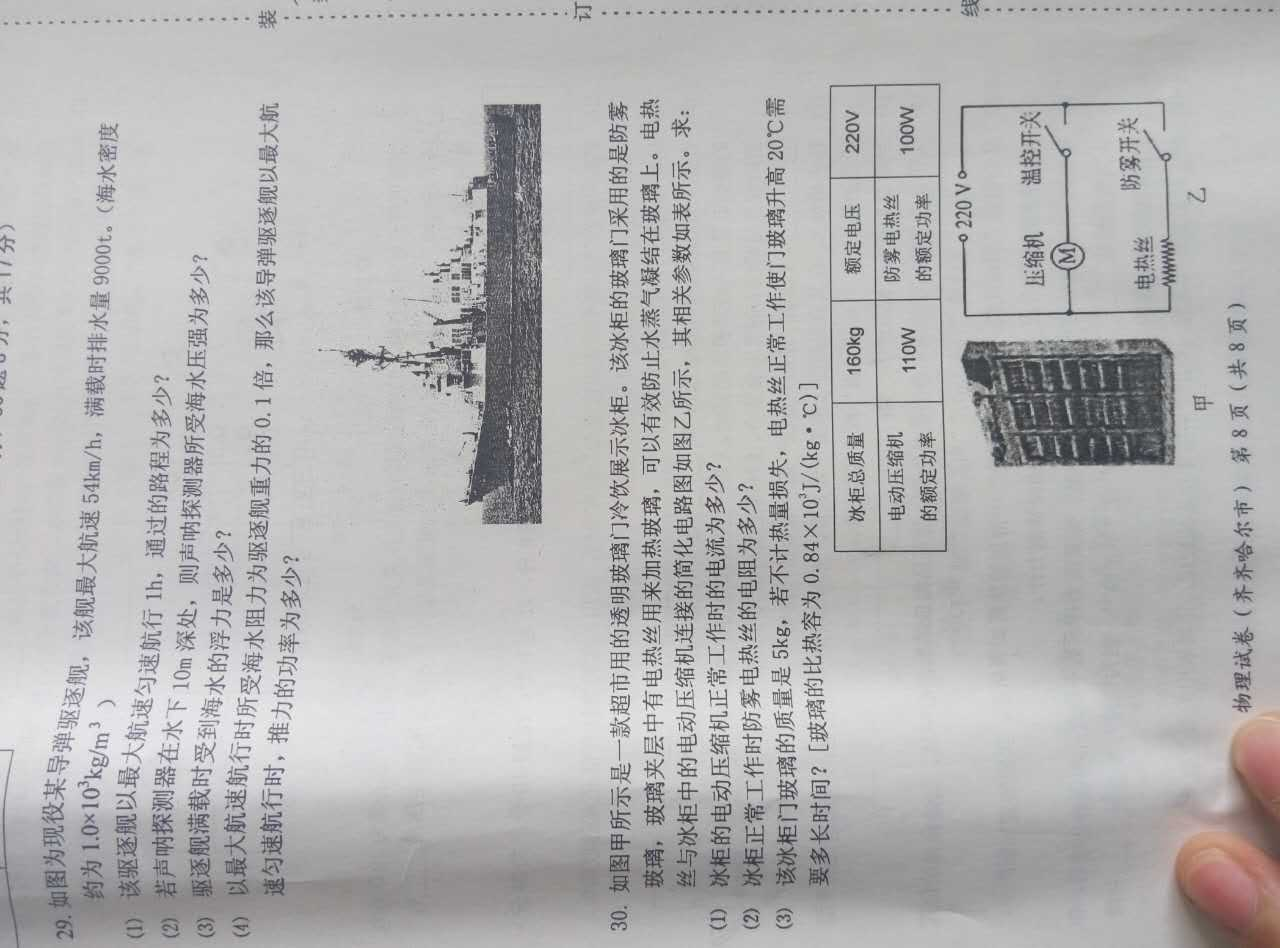 装
订
线
共17分）
29. 如图为现役某导弹驱逐舰，该舰最大航速 54km/h，满载时排水量 9000t。（海水密度
约为 1.0×10³kg/m³）
(1) 该驱逐舰以最大航速匀速航行 1h，通过的路程为多少？
(2) 若声呐探测器在水下 10m 深处，则声呐探测器所受海水压强为多少？
(3) 驱逐舰满载时受到海水的浮力是多少？
(4) 以最大航速航行时所受海水阻力为驱逐舰重力的 0.1 倍，那么该导弹驱逐舰以最大航
速匀速航行时，推力的功率为多少？
30. 如图甲所示是一款超市用的透明玻璃门冷饮展示冰柜。该冰柜的玻璃门采用的是防雾
玻璃，玻璃夹层中有电热丝用来加热玻璃，可以有效防止水蒸气凝结在玻璃上。电热
丝与冰柜中的电动压缩机连接的简化电路图如图乙所示，其相关参数如表所示。求：
(1) 冰柜的电动压缩机正常工作时的电流为多少？
(2) 冰柜正常工作时防雾电热丝的电阻为多少？
(3) 该冰柜门玻璃的质量是 5kg，若不计热量损失，电热丝正常工作使门玻璃升高 20℃需
要多长时间？[玻璃的比热容为 0.84×10³J/(kg·℃)]
冰柜总质量 160kg 额定电压 220V
电动压缩机 110W 防雾电热丝 100W
的额定功率 的额定功率
220 V
压缩机 温控开关
M
电热丝 防雾开关
甲 乙
物理试卷（齐齐哈尔市）第 8 页（共 8 页）